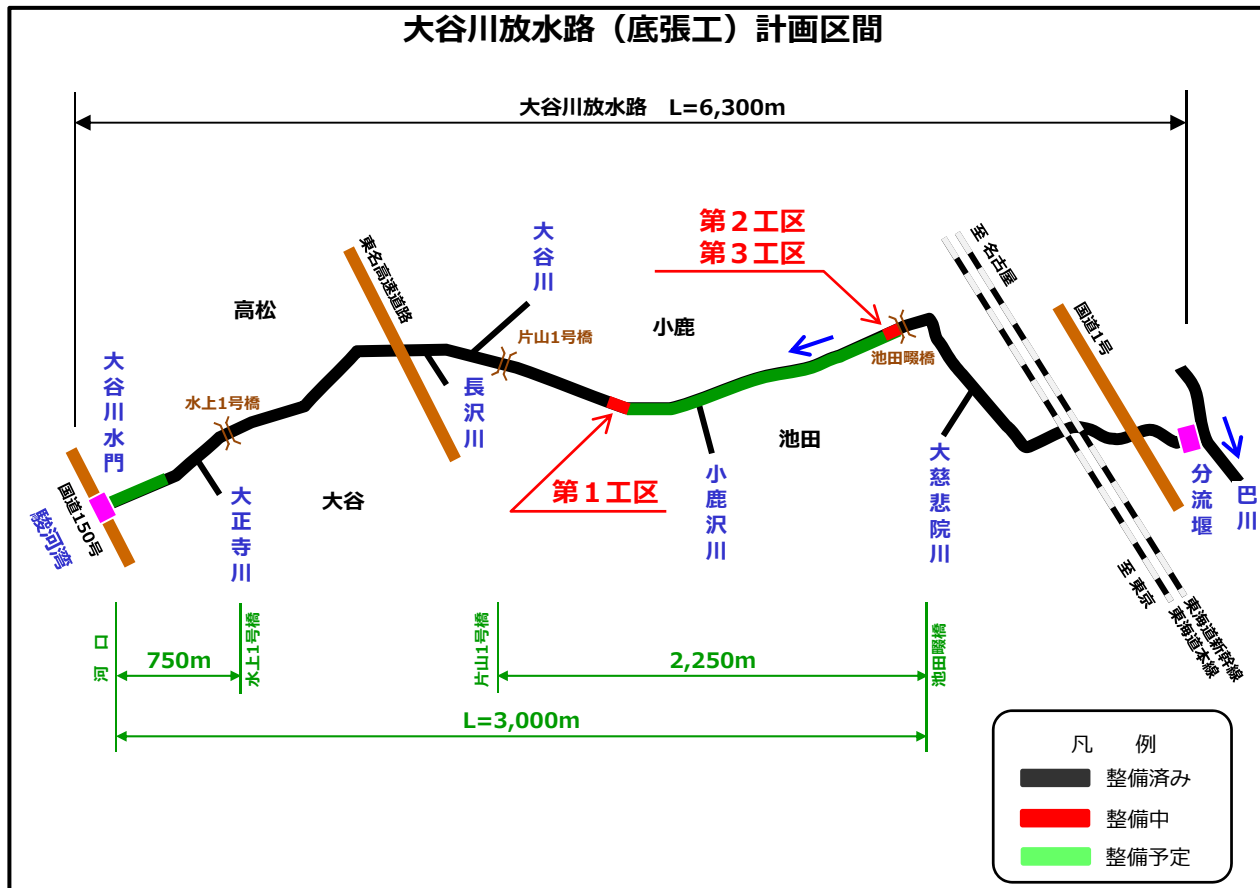 大谷川放水路（底張工）計画区間
大谷川放水路　L=6,300m
第２工区
第３工区
至 名古屋
大谷川
東名高速道路
高松
小鹿
国道1号
片山1号橋
池田畷橋
大谷川水門
水上1号橋
長沢川
池田
大谷
第１工区
小鹿沢川
大慈悲院川
分流堰
巴川
国道150号
駿河湾
大正寺川
至 東京
東海道新幹線
東海道本線
河口
750m
水上1号橋
片山1号橋
2,250m
池田畷橋
L=3,000m
凡　例
整備済み
整備中
整備予定